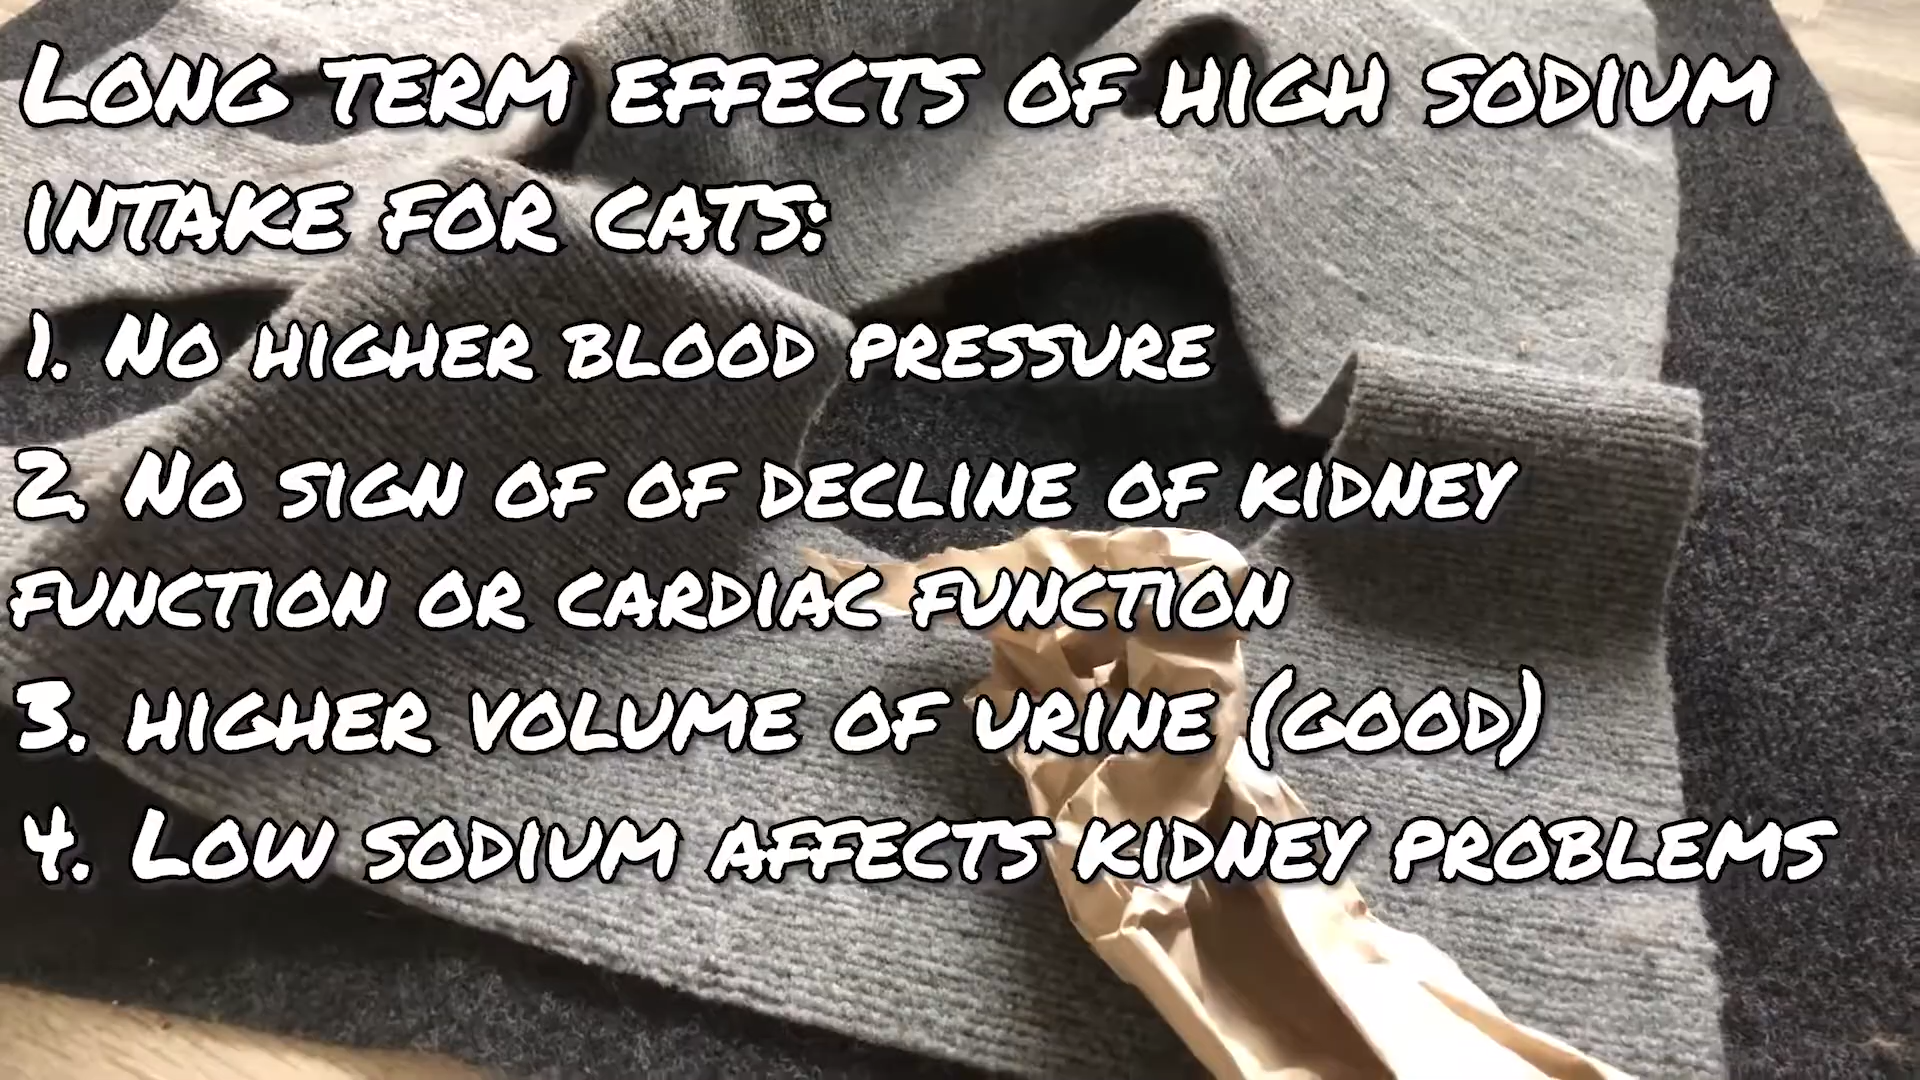 Long term effects of high sodium
intake for cats:
1. No higher blood pressure
2. No sign of of decline of kidney
function or cardiac function
3. higher volume of urine (good)
4. Low sodium affects kidney problems